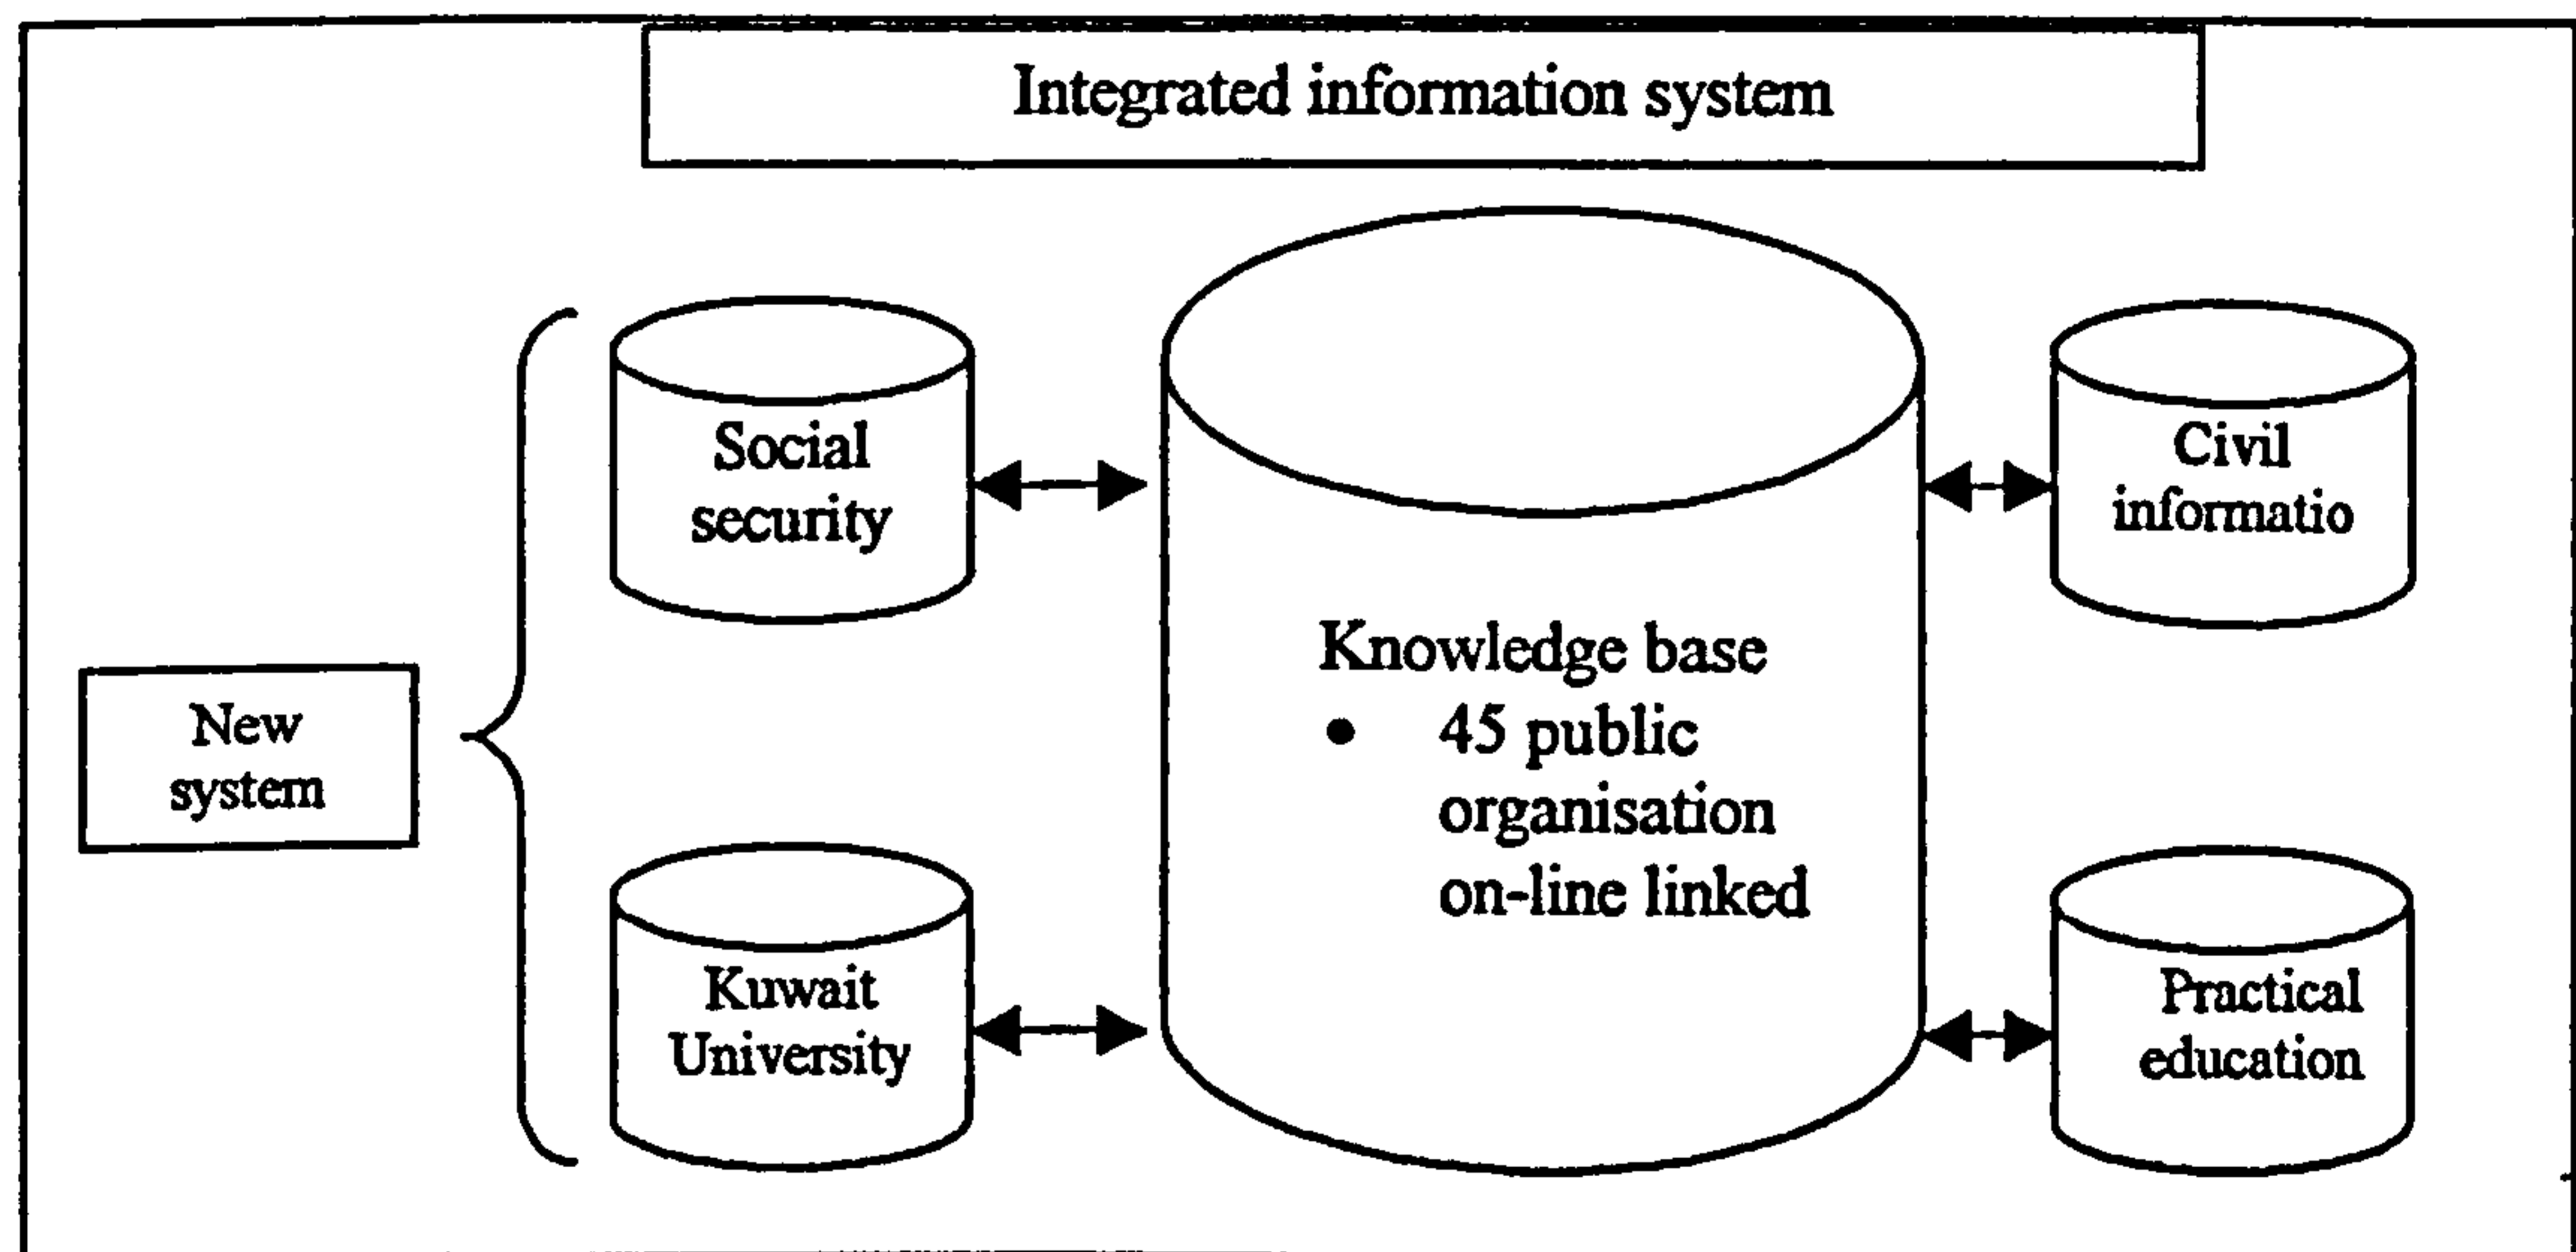 Integrated information system
Social
security
Civil
informatio
Knowledge base
• 45 public
organisation
on-line linked
New
system
Kuwait
University
Practical
education